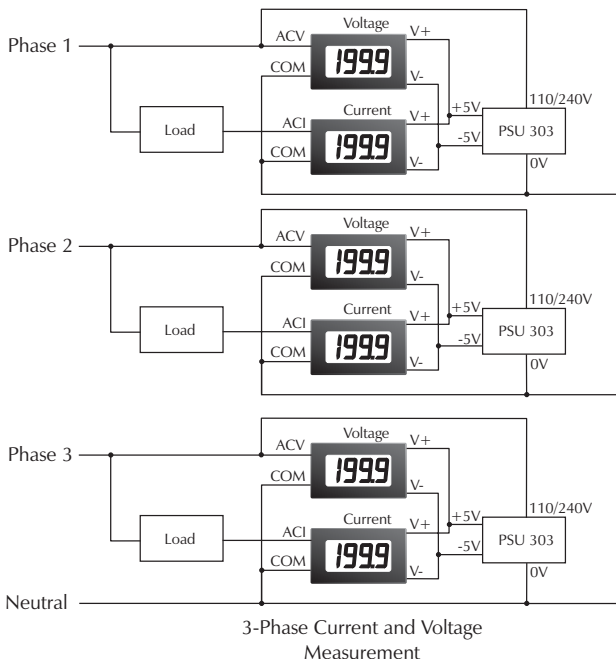 Phase 1
ACV
Voltage
V+
199.9
COM
V-
Current
V+
110/240V
+5V
Load
ACI
199.9
-5V
PSU 303
COM
V-
0V
Phase 2
ACV
Voltage
V+
199.9
COM
V-
Current
V+
110/240V
+5V
Load
ACI
199.9
-5V
PSU 303
COM
V-
0V
Phase 3
ACV
Voltage
V+
199.9
COM
V-
Current
V+
110/240V
+5V
Load
ACI
199.9
-5V
PSU 303
COM
V-
0V
Neutral
3-Phase Current and Voltage
Measurement